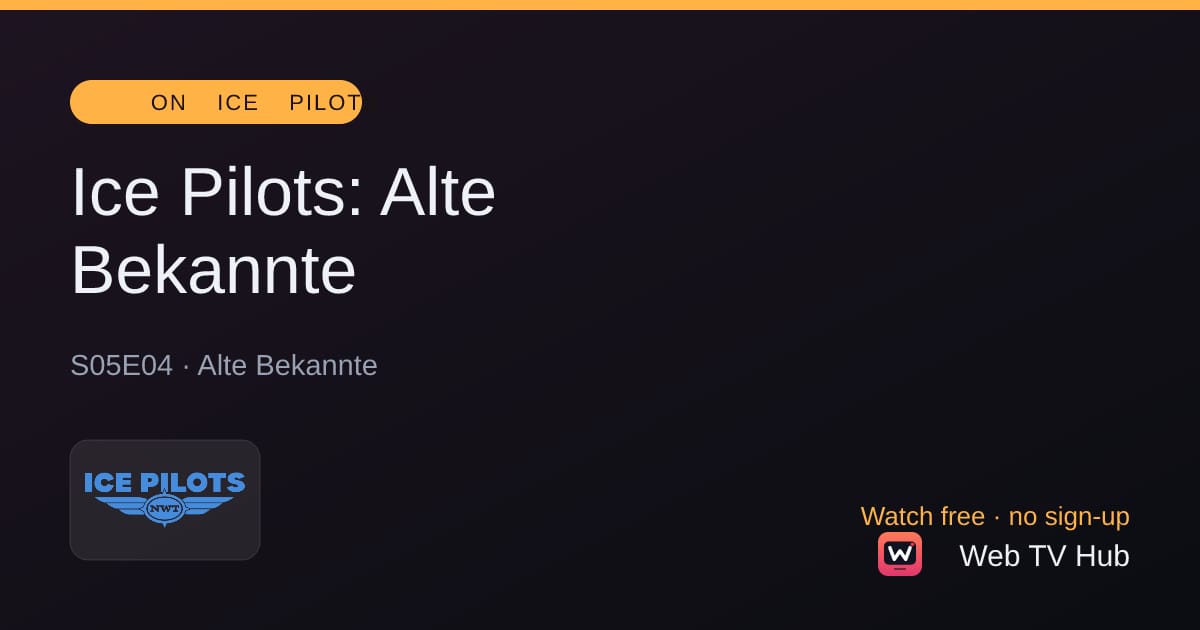 ON ICE PILOT
Ice Pilots: Alte
Bekannte
S05E04 · Alte Bekannte
ICE PILOTS
NWT
Watch free · no sign-up
W
Web TV Hub